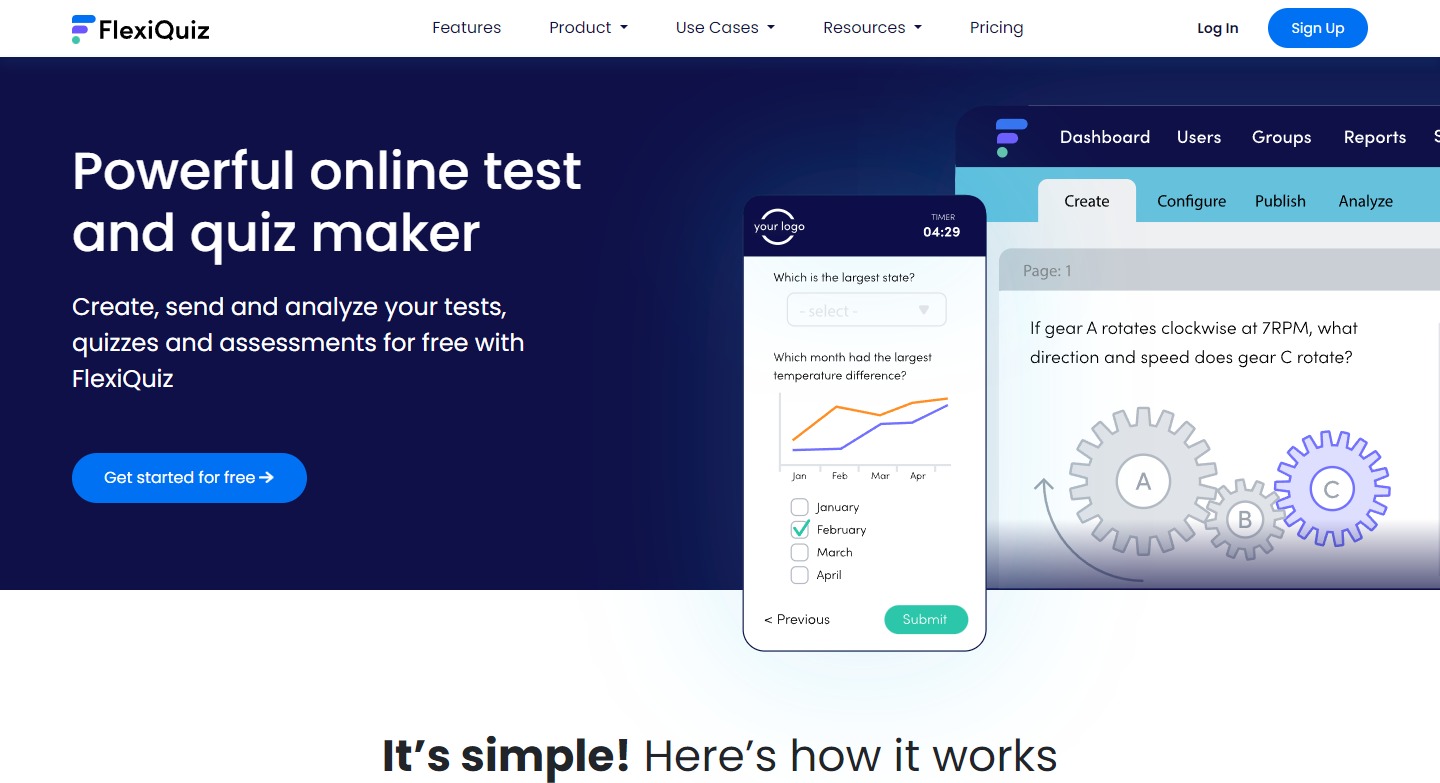 FlexiQuiz
Features
Product
Use Cases
Resources
Pricing
Log In
Sign Up
Powerful online test
and quiz maker
Create, send and analyze your tests,
quizzes and assessments for free with
FlexiQuiz
Get started for free →
your logo
TIMER
04:29
Which is the largest state?
- select -
Which month had the largest
temperature difference?
Jan Feb Mar Apr
January
February
March
April
< Previous
Submit
Dashboard Users Groups Reports
Create Configure Publish Analyze
Page: 1
If gear A rotates clockwise at 7RPM, what
direction and speed does gear C rotate?
A
B
C
It's simple! Here's how it works